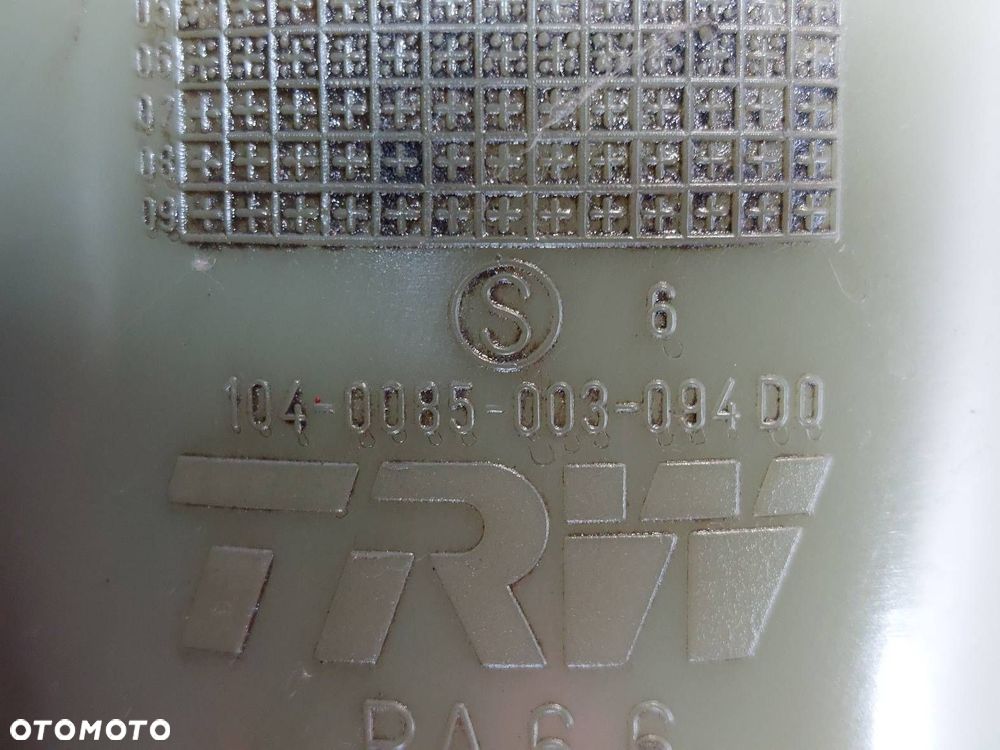 05
06
07
08
09
S 6
104-0085-003-094 DQ
TRW
PA66
OTOMOTO